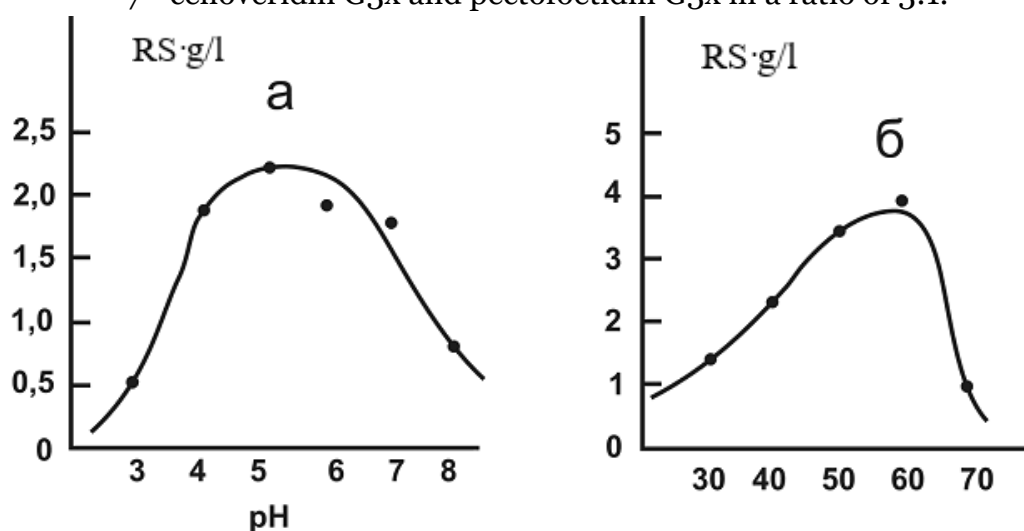 celloveridin G3x and pectofoetidin G3x in a ratio of 3:1.
RS·g/l
а
2,5
2,0
1,5
1,0
0,5
0
3 4 5 6 7 8
pH
RS·g/l
б
5
4
3
2
1
0
30 40 50 60 70